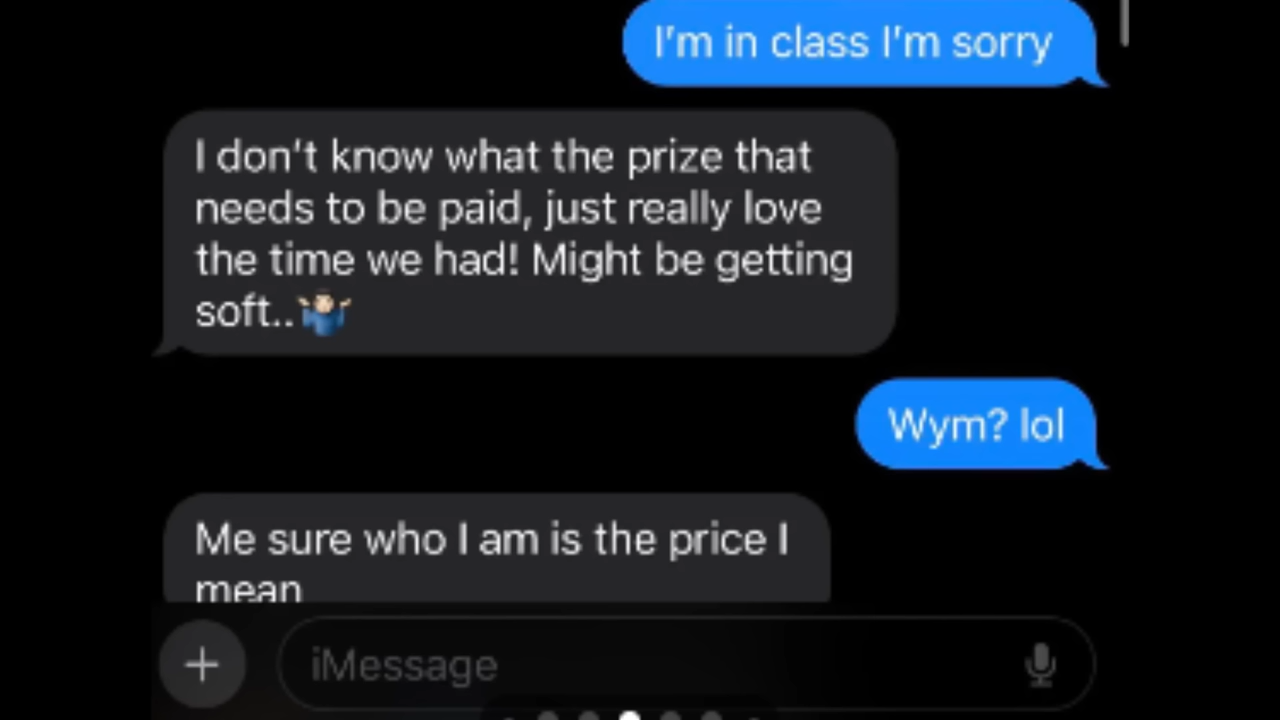 I'm in class I'm sorry
I don't know what the prize that
needs to be paid, just really love
the time we had! Might be getting
soft..🤷🏻‍♂️
Wym? lol
Me sure who I am is the price I
mean
iMessage